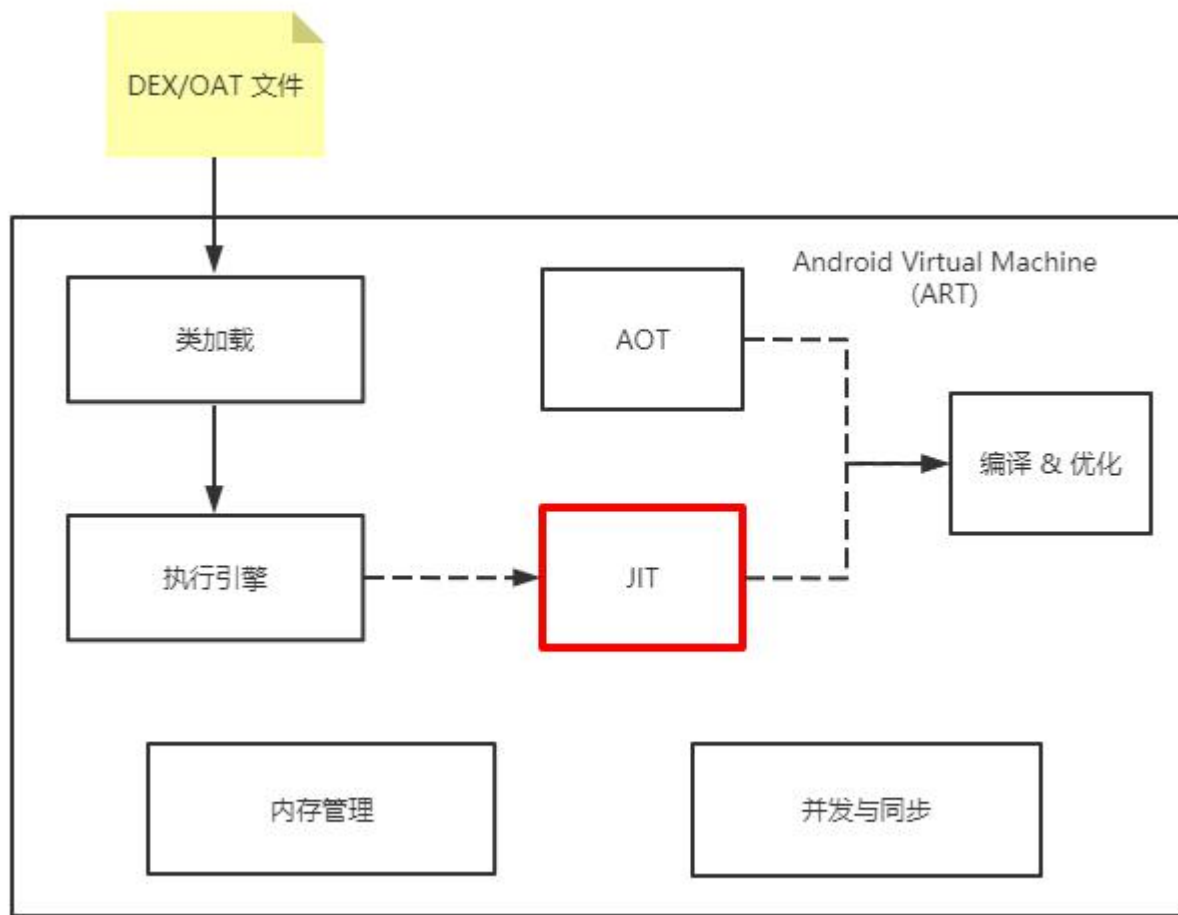 DEX/OAT 文件
Android Virtual Machine
(ART)
类加载
AOT
编译 & 优化
执行引擎
JIT
内存管理
并发与同步